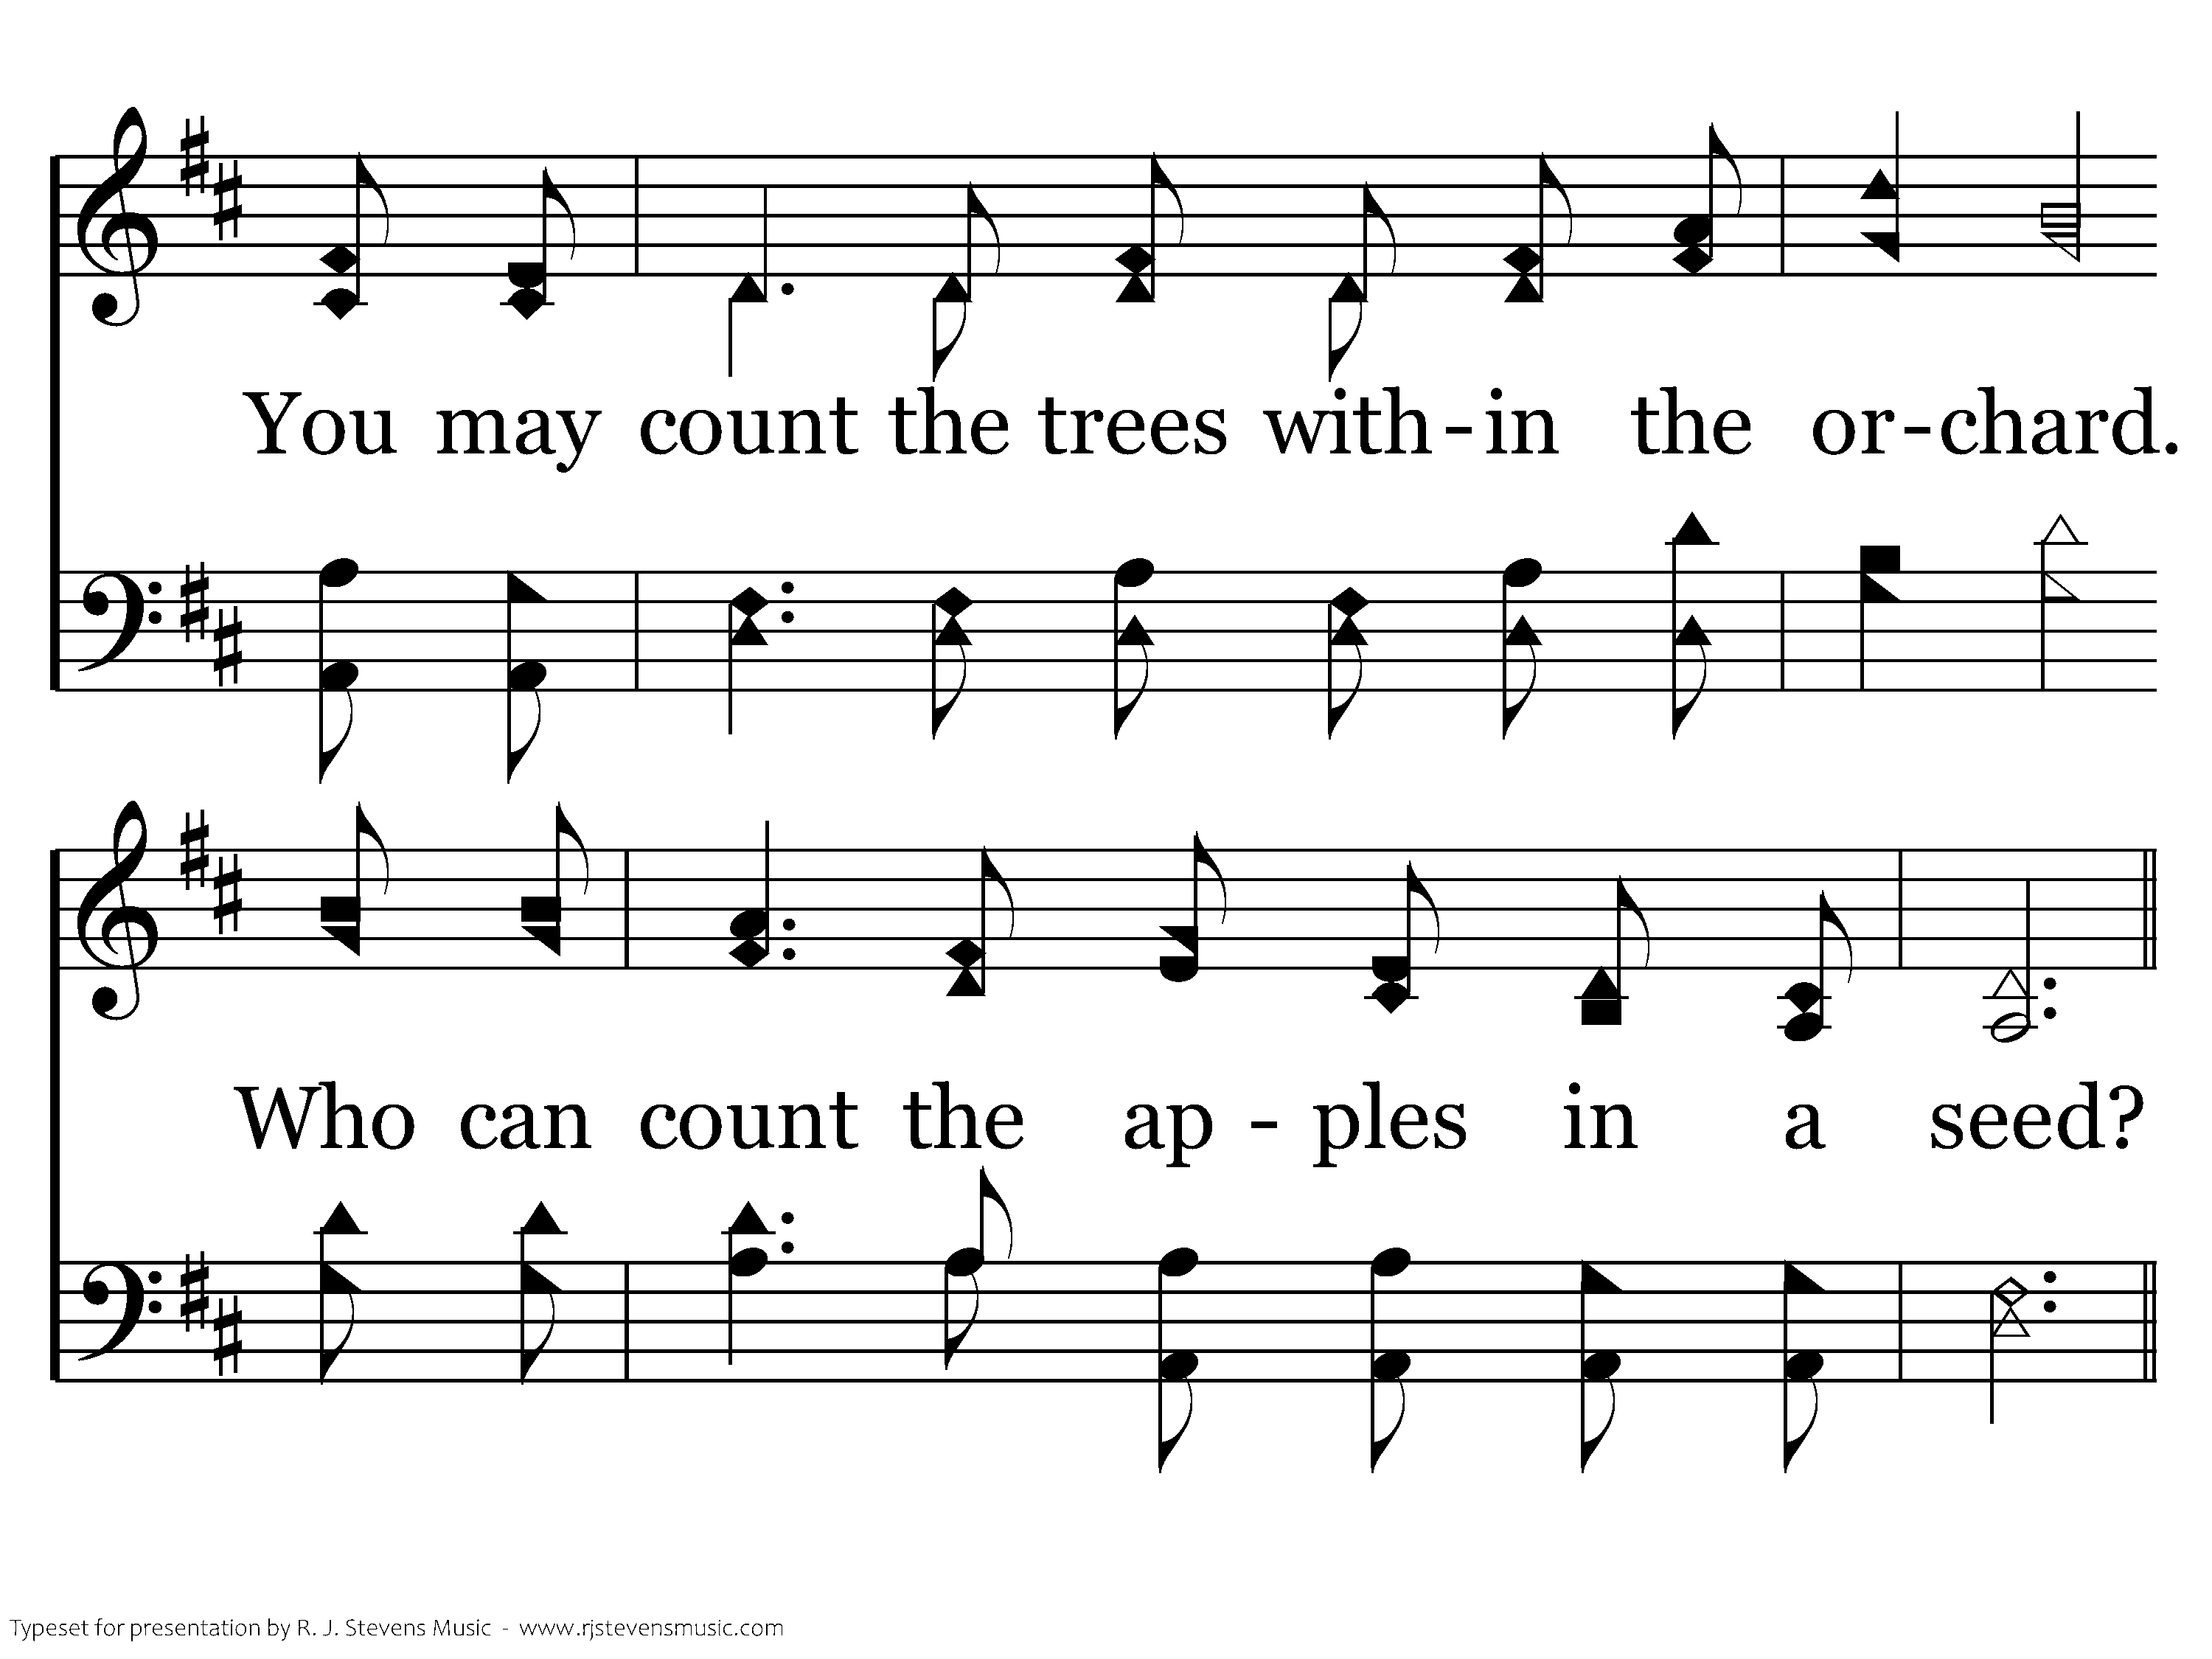 You may count the trees with-in the or-chard.
Who can count the ap - ples in a seed?
Typeset for presentation by R. J. Stevens Music - www.rjstevensmusic.com